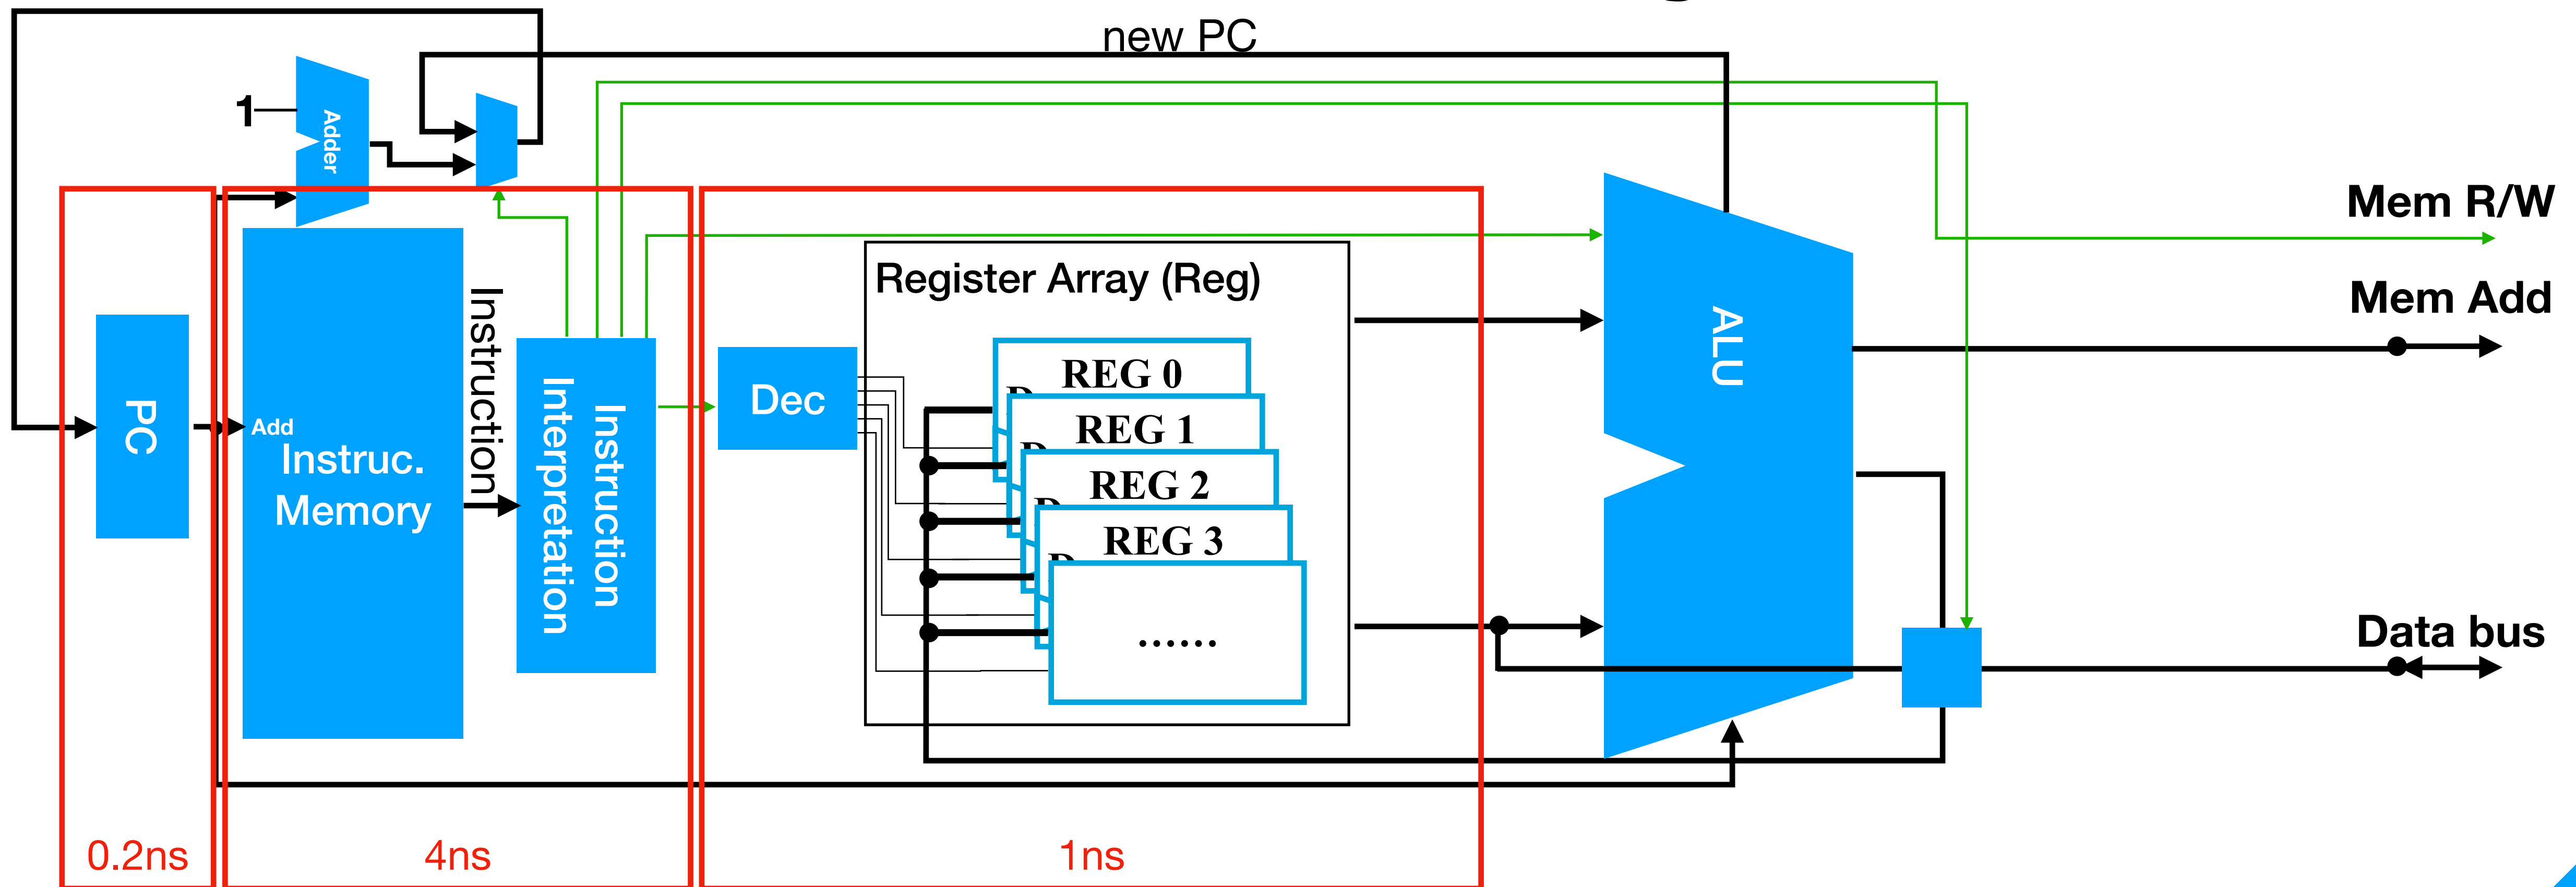 new PC
1
Adder
Mem R/W
Mem Add
Register Array (Reg)
Instruction
PC
Add
Instruc.
Memory
Instruction
Interpretation
Dec
REG 0
REG 1
REG 2
REG 3
......
ALU
Data bus
0.2ns
4ns
1ns